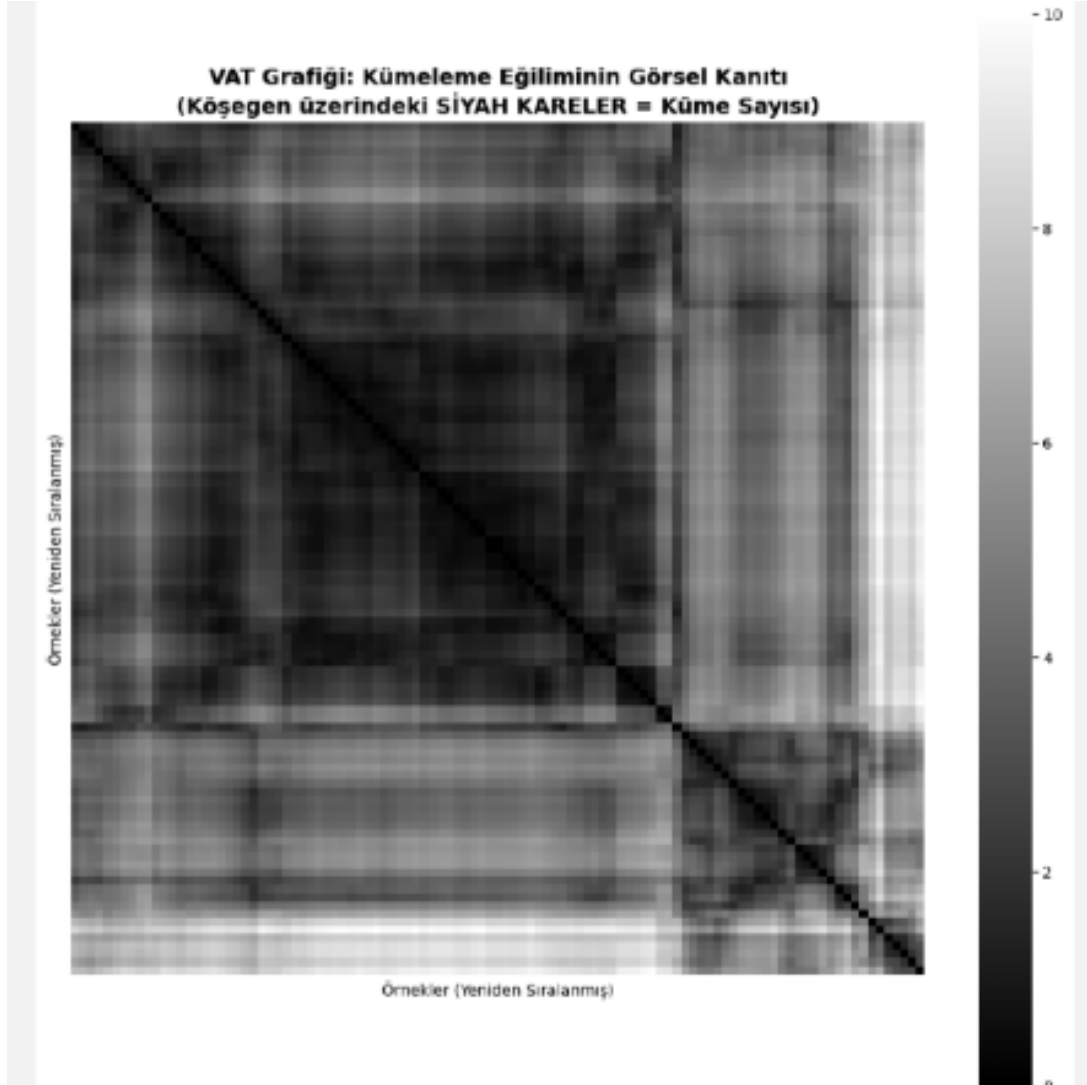 VAT Grafiği: Kümeleme Eğiliminin Görsel Kanıtı
(Köşegen üzerindeki SİYAH KARELER = Küme Sayısı)
Örnekler (Yeniden Sıralanmış)
Örnekler (Yeniden Sıralanmış)
10
8
6
4
2